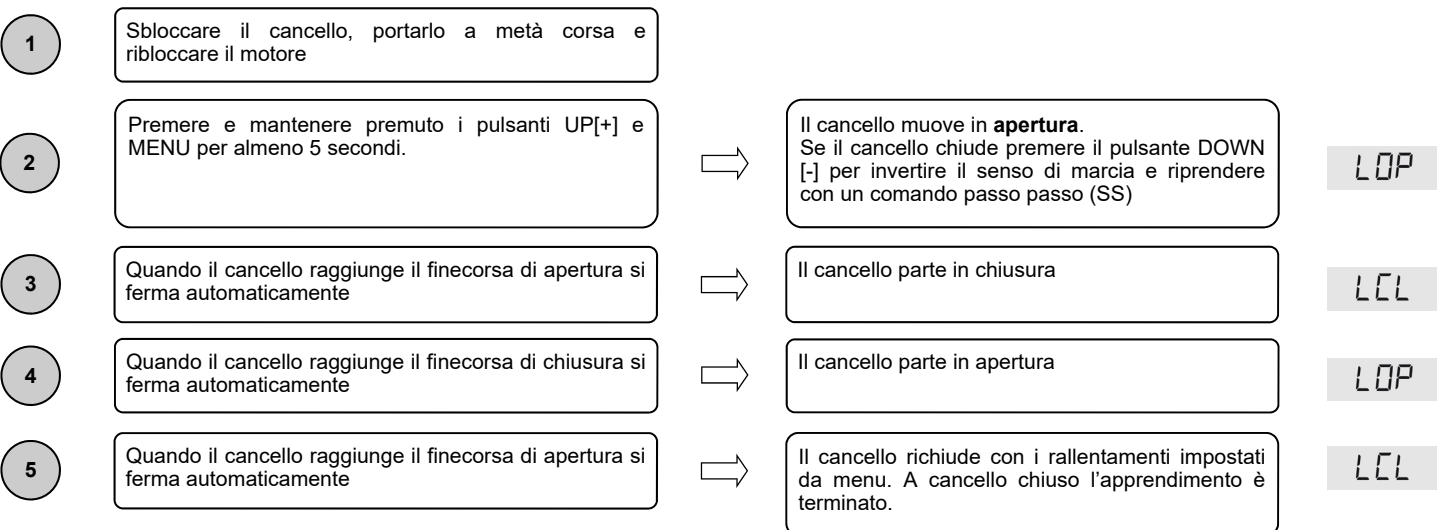 1
Sbloccare il cancello, portarlo a metà corsa e
ribloccare il motore
2
Premere e mantenere premuto i pulsanti UP[+] e
MENU per almeno 5 secondi.
Il cancello muove in apertura.
Se il cancello chiude premere il pulsante DOWN
[-] per invertire il senso di marcia e riprendere
con un comando passo passo (SS)
LOP
3
Quando il cancello raggiunge il finecorsa di apertura si
ferma automaticamente
Il cancello parte in chiusura
LCL
4
Quando il cancello raggiunge il finecorsa di chiusura si
ferma automaticamente
Il cancello parte in apertura
LOP
5
Quando il cancello raggiunge il finecorsa di apertura si
ferma automaticamente
Il cancello richiude con i rallentamenti impostati
da menu. A cancello chiuso l’apprendimento è
terminato.
LCL